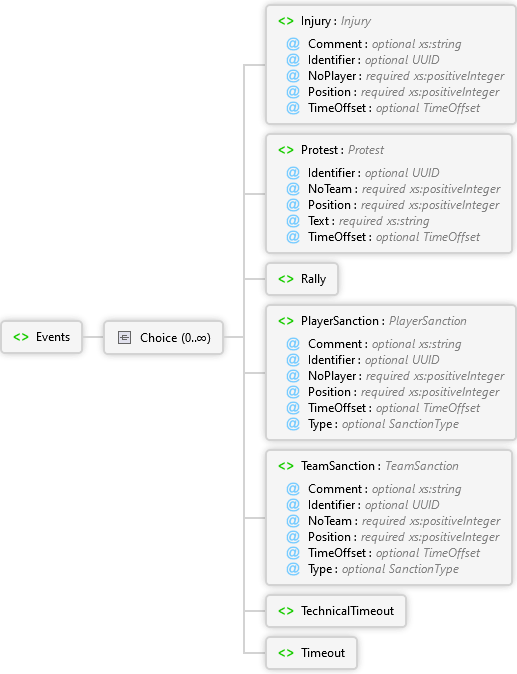 <> Injury : Injury
@ Comment : optional xs:string
@ Identifier : optional UUID
@ NoPlayer : required xs:positiveInteger
@ Position : required xs:positiveInteger
@ TimeOffset : optional TimeOffset
<> Protest : Protest
@ Identifier : optional UUID
@ NoTeam : required xs:positiveInteger
@ Position : required xs:positiveInteger
@ Text : required xs:string
@ TimeOffset : optional TimeOffset
<> Rally
<> Events
Choice (0..∞)
<> PlayerSanction : PlayerSanction
@ Comment : optional xs:string
@ Identifier : optional UUID
@ NoPlayer : required xs:positiveInteger
@ Position : required xs:positiveInteger
@ TimeOffset : optional TimeOffset
@ Type : optional SanctionType
<> TeamSanction : TeamSanction
@ Comment : optional xs:string
@ Identifier : optional UUID
@ NoTeam : required xs:positiveInteger
@ Position : required xs:positiveInteger
@ TimeOffset : optional TimeOffset
@ Type : optional SanctionType
<> TechnicalTimeout
<> Timeout